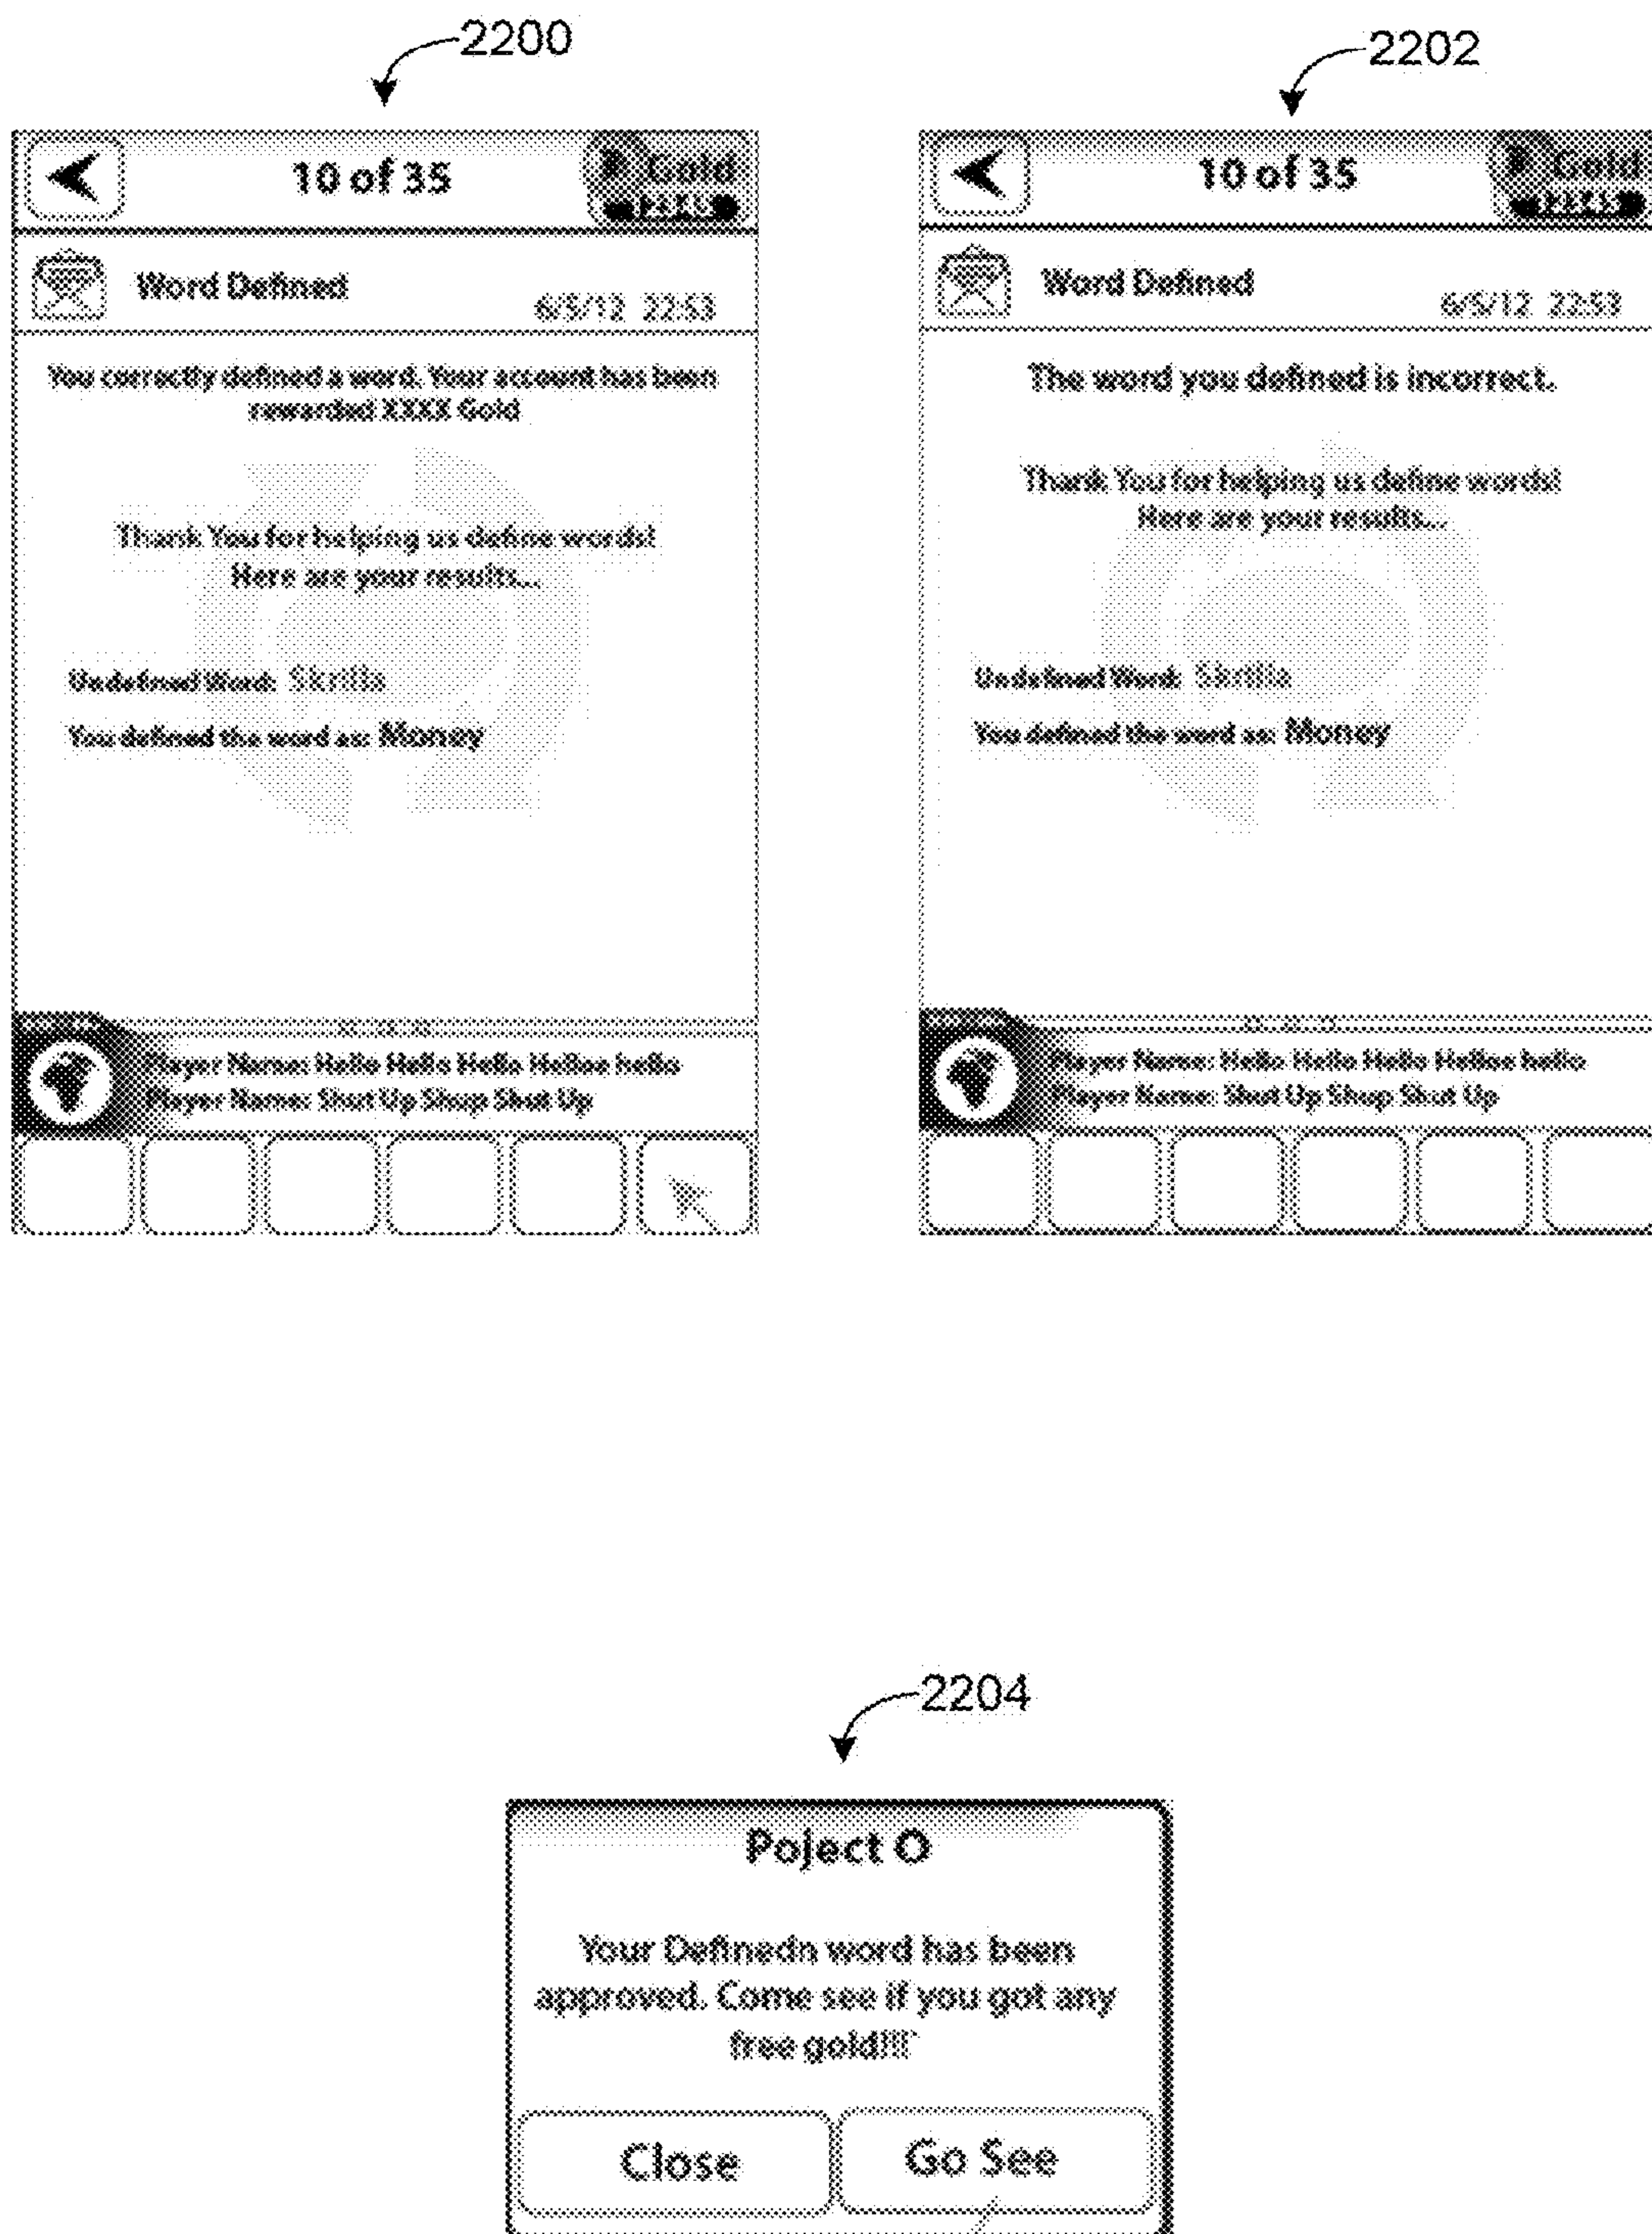 2200
10 of 35
Gold
Word Defined
6/5/12 22:53
You correctly defined a word. Your account has been
rewarded XXXX Gold
Thank You for helping us define words!
Here are your results...
Undefined Word: Skrilla
You defined the word as: Money
Player Name: Hello Hello Hello Helloe hello
Player Name: Shut Up Shup Shut Up
2202
10 of 35
Gold
Word Defined
6/5/12 22:53
The word you defined is incorrect.
Thank You for helping us define words!
Here are your results...
Undefined Word: Skrilla
You defined the word as: Money
Player Name: Hello Hello Hello Helloe hello
Player Name: Shut Up Shup Shut Up
2204
Poject O
Your Definedn word has been
approved. Come see if you got any
free gold!!!
Close
Go See